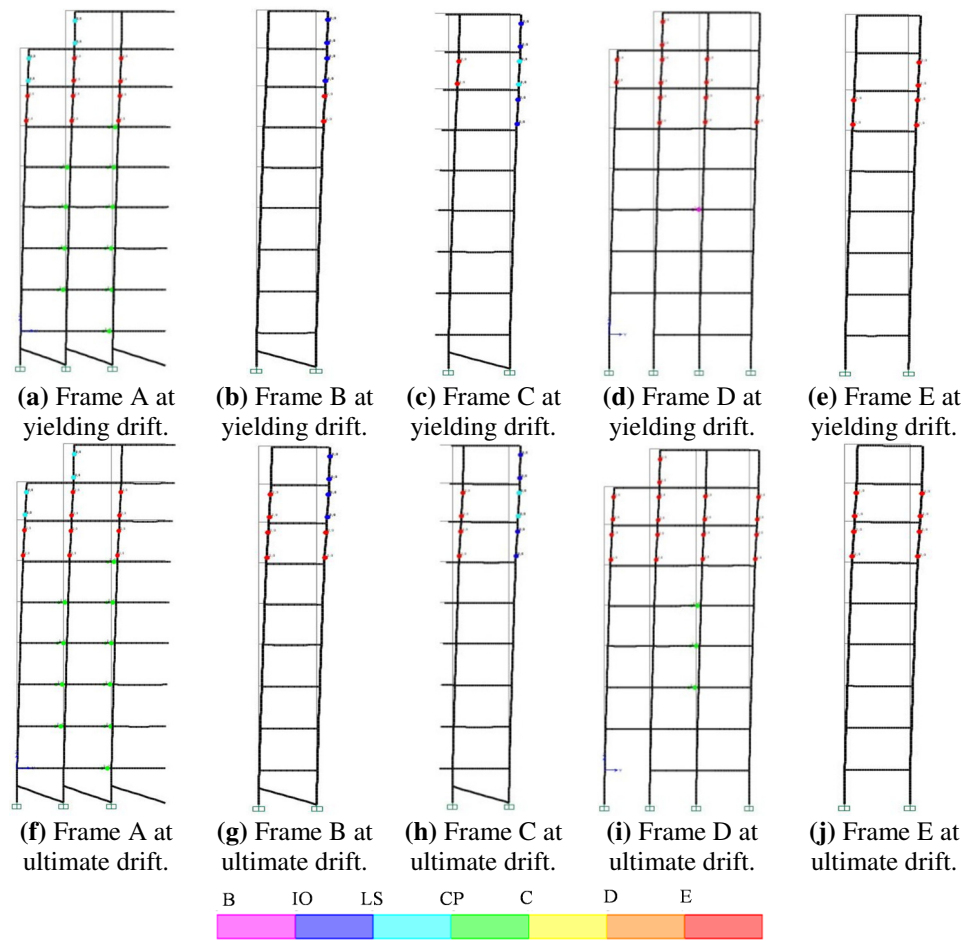 (a) Frame A at
yielding drift.
(b) Frame B at
yielding drift.
(c) Frame C at
yielding drift.
(d) Frame D at
yielding drift.
(e) Frame E at
yielding drift.
(f) Frame A at
ultimate drift.
(g) Frame B at
ultimate drift.
(h) Frame C at
ultimate drift.
(i) Frame D at
ultimate drift.
(j) Frame E at
ultimate drift.
B IO LS CP C D E